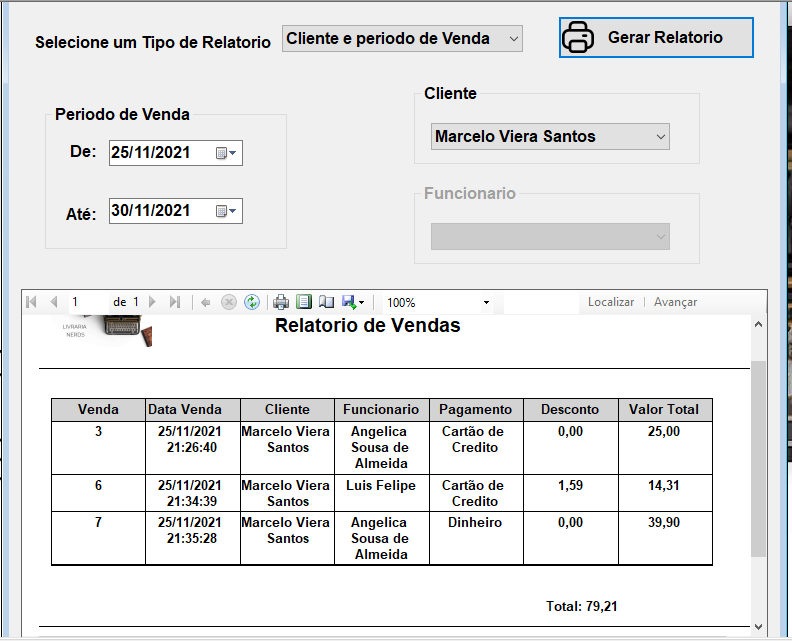 Selecione um Tipo de Relatorio
Cliente e periodo de Venda
Gerar Relatorio
Periodo de Venda
De:
25/11/2021
Até:
30/11/2021
Cliente
Marcelo Viera Santos
Funcionario
1
de 1
100%
Localizar
Avançar
LIVRARIA
NERDS
Relatorio de Vendas
Venda Data Venda Cliente Funcionario Pagamento Desconto Valor Total
3 25/11/2021 Marcelo Viera Angelica Cartão de 0,00 25,00
21:26:40 Santos Sousa de Credito
Almeida
6 25/11/2021 Marcelo Viera Luis Felipe Cartão de 1,59 14,31
21:34:39 Santos Credito
7 25/11/2021 Marcelo Viera Angelica Dinheiro 0,00 39,90
21:35:28 Santos Sousa de
Almeida
Total: 79,21